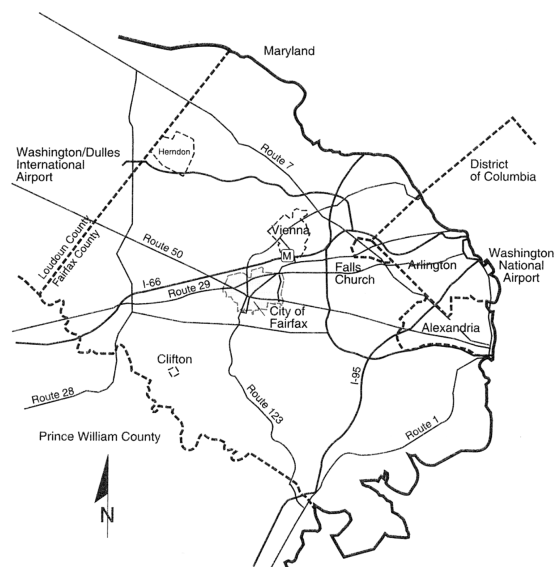 Maryland
Herndon
Route 7
Washington/Dulles
International
Airport
District
of Columbia
Vienna
Loudoun County
Fairfax County
Route 50
M
Washington
National
Airport
Falls
Church
Arlington
I-66
Route 29
City of
Fairfax
Alexandria
Clifton
I-95
Route 28
Route 123
Route 1
Prince William County
N